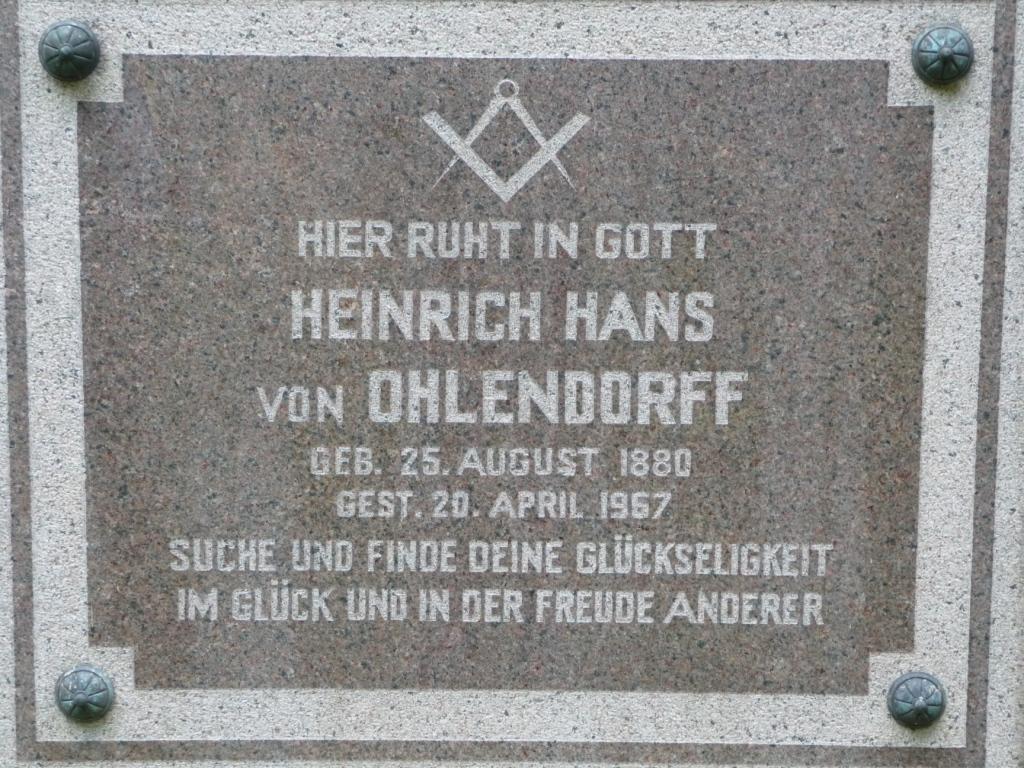 HIER RUHT IN GOTT
HEINRICH HANS
VON OHLENDORFF
GEB. 25. AUGUST 1880
GEST. 20. APRIL 1967
SUCHE UND FINDE DEINE GLÜCKSELIGKEIT
IM GLÜCK UND IN DER FREUDE ANDERER